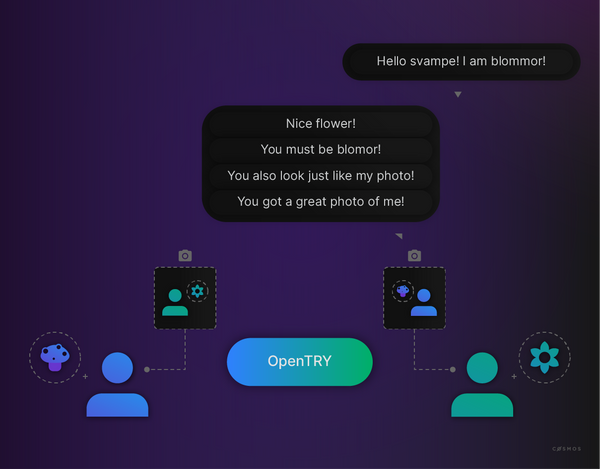 Hello svampe! I am blommor!
Nice flower!
You must be blomor!
You also look just like my photo!
You got a great photo of me!
OpenTRY
CØSMOS